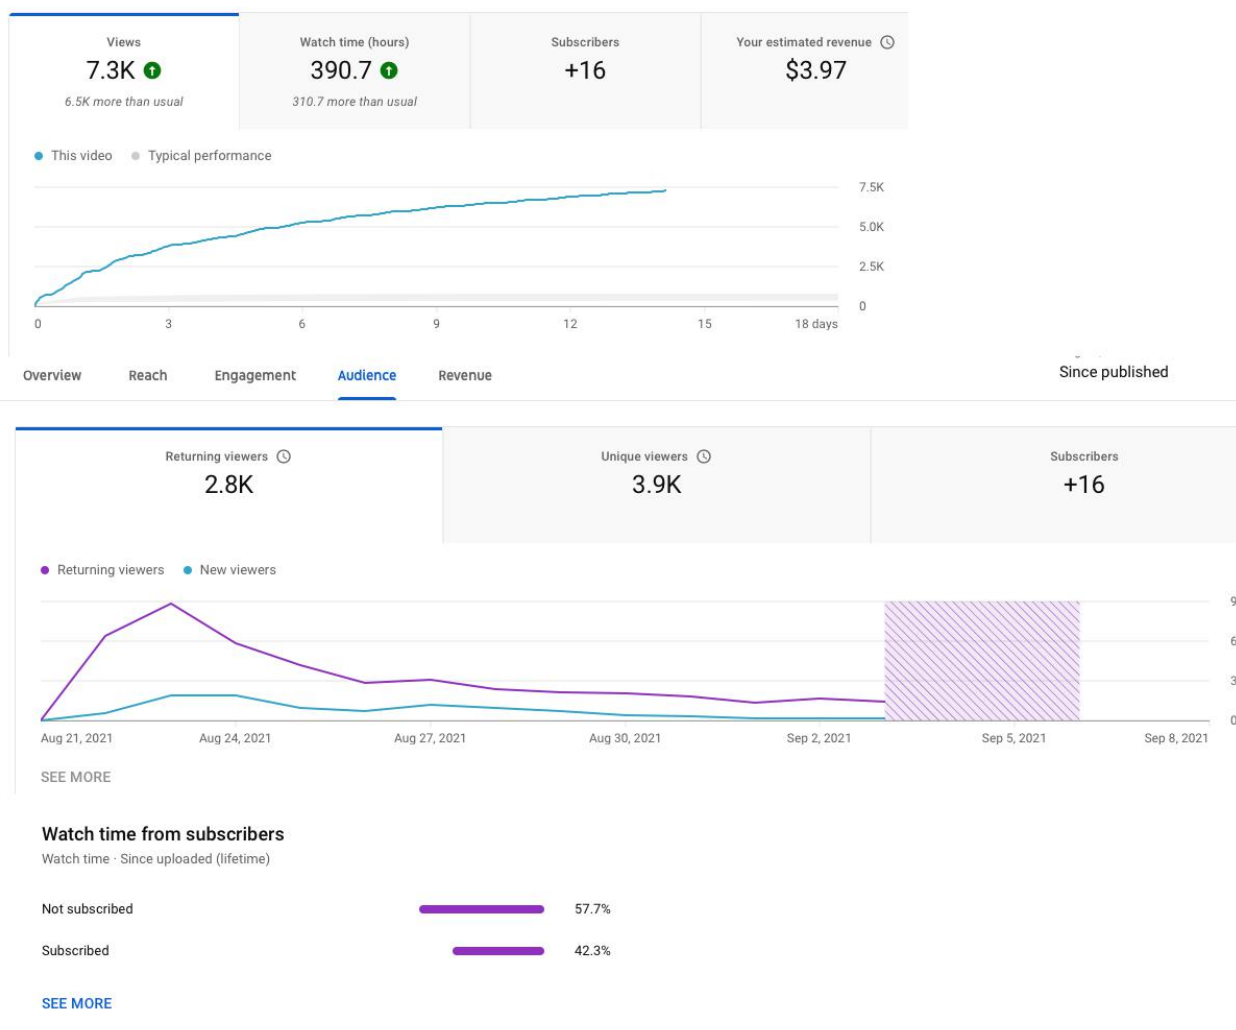 Views
7.3K
6.5K more than usual
Watch time (hours)
390.7
310.7 more than usual
Subscribers
+16
Your estimated revenue
$3.97
This video
Typical performance
7.5K
5.0K
2.5K
0
0 3 6 9 12 15 18 days
Overview Reach Engagement Audience Revenue
Since published
Returning viewers
2.8K
Unique viewers
3.9K
Subscribers
+16
Returning viewers
New viewers
9
6
3
0
Aug 21, 2021 Aug 24, 2021 Aug 27, 2021 Aug 30, 2021 Sep 2, 2021 Sep 5, 2021 Sep 8, 2021
SEE MORE
Watch time from subscribers
Watch time · Since uploaded (lifetime)
Not subscribed 57.7%
Subscribed 42.3%
SEE MORE